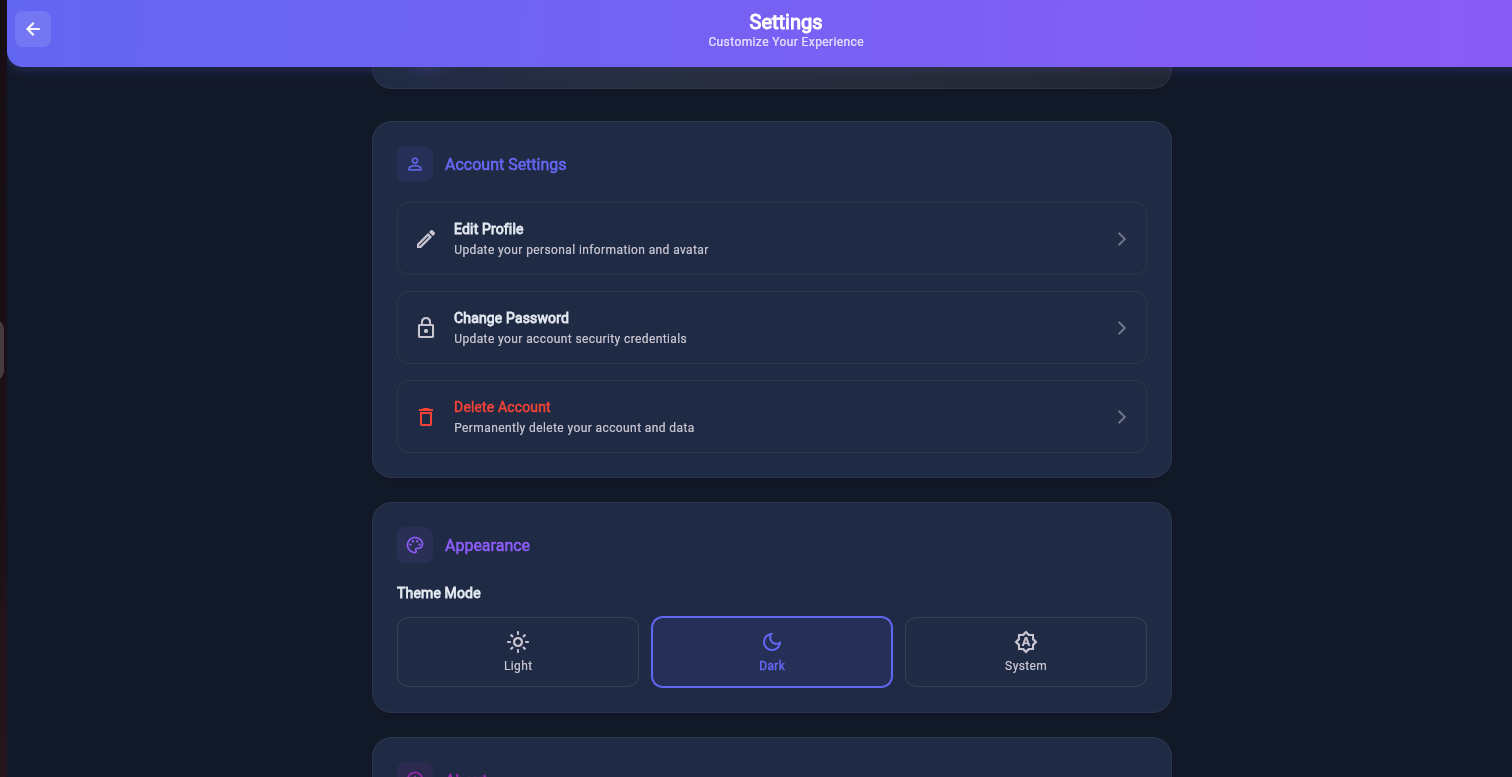 Settings
Customize Your Experience
Account Settings
Edit Profile
Update your personal information and avatar
Change Password
Update your account security credentials
Delete Account
Permanently delete your account and data
Appearance
Theme Mode
Light
Dark
System